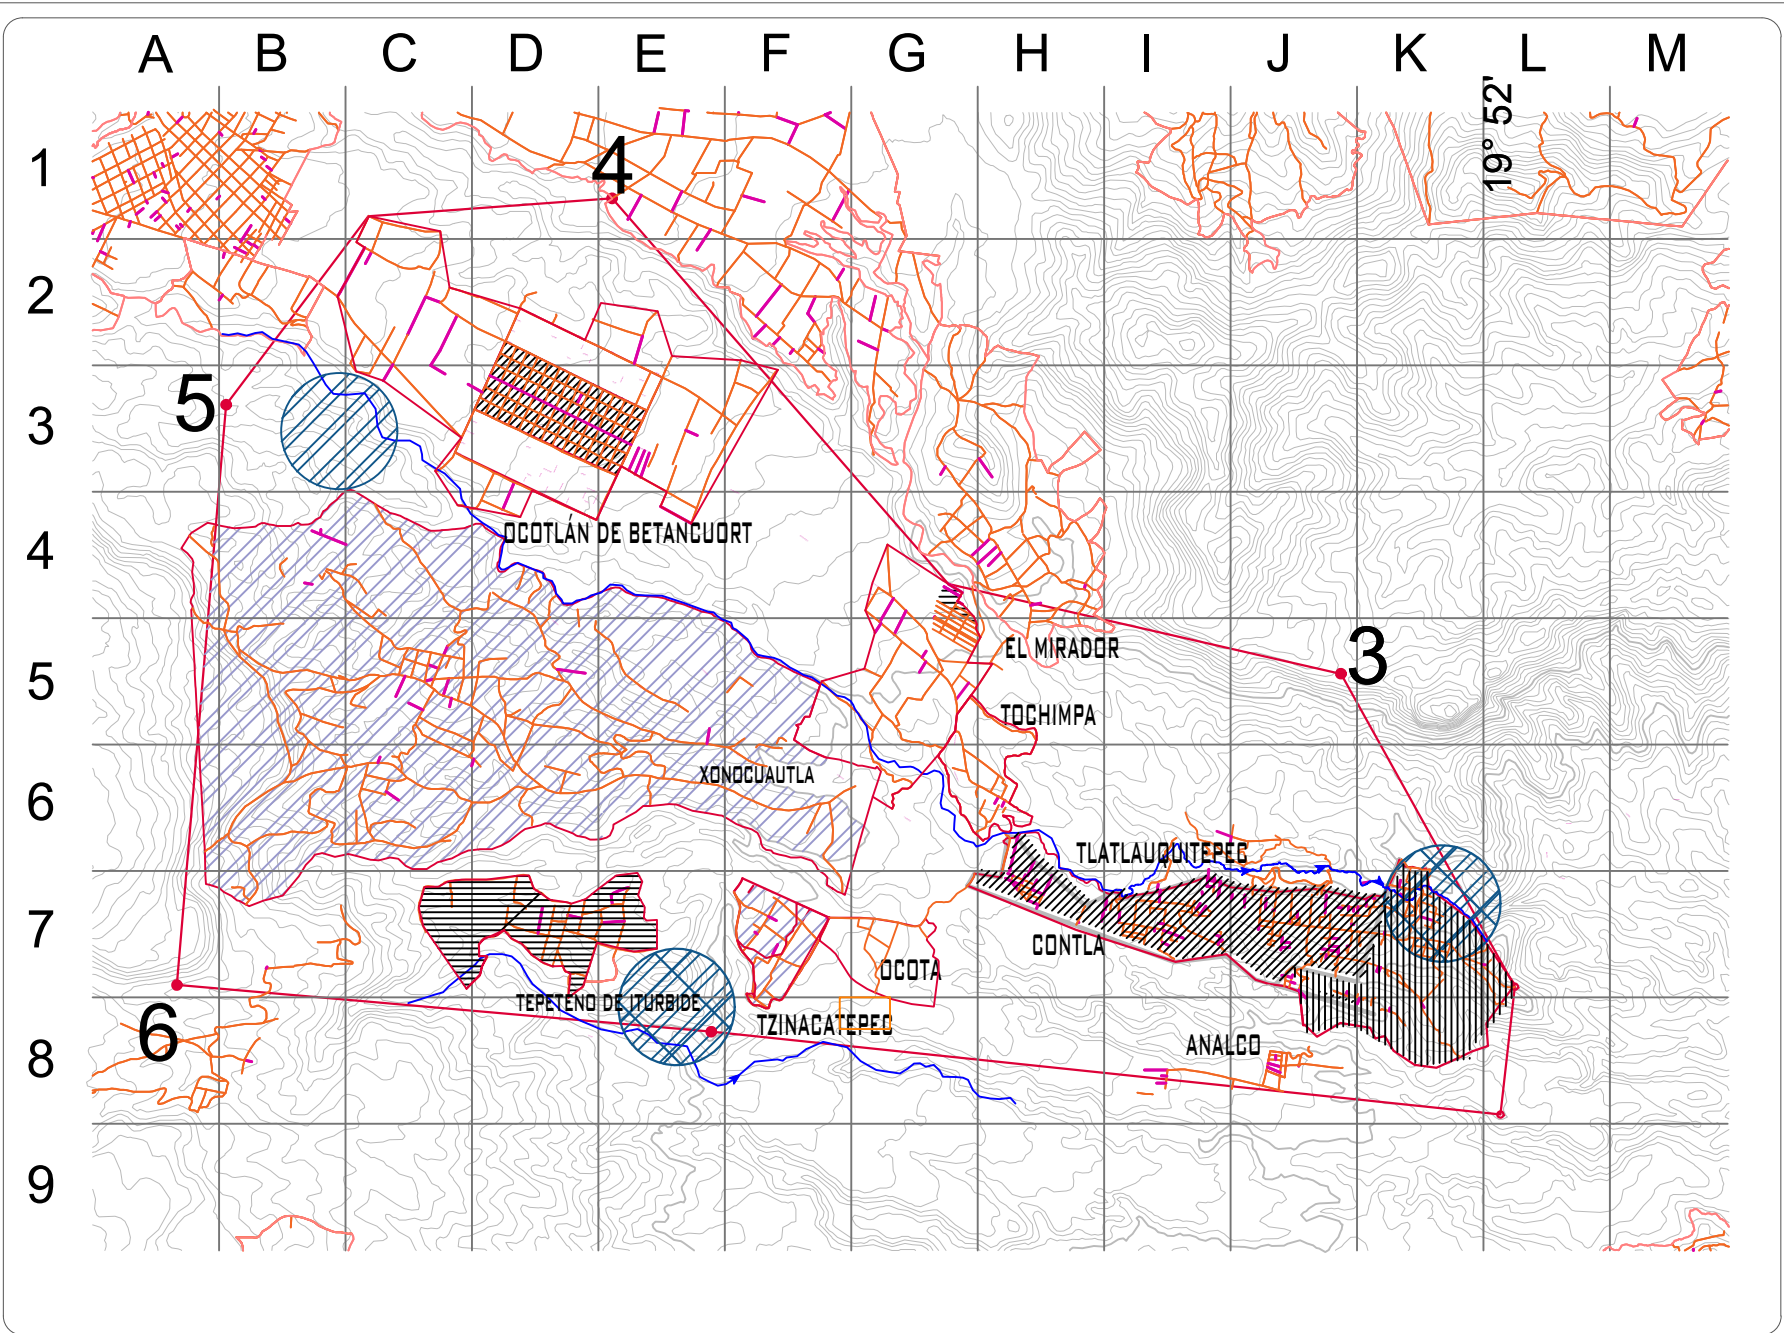 A B C D E F G H I J K L M
19° 52'
1
4
2
5
3
OCOTLÁN DE BETANCUORT
4
EL MIRADOR
3
5
TOCHIMPA
XONOCUAUTLA
6
TLATLAUQUITEPEC
7
CONTLA
OCOTA
TEPETENO DE ITURBIDE
TZINACATEPEC
6
ANALCO
8
9